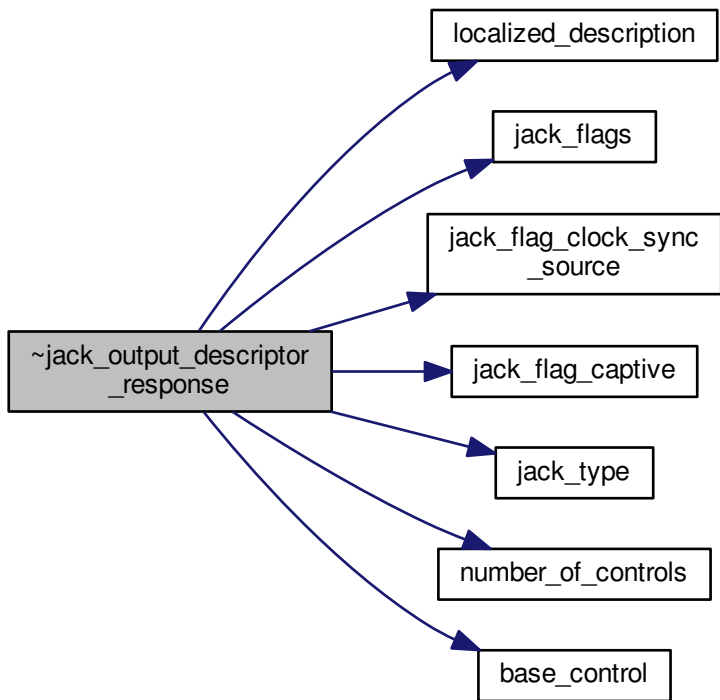 localized_description
jack_flags
jack_flag_clock_sync
_source
~jack_output_descriptor
_response
jack_flag_captive
jack_type
number_of_controls
base_control